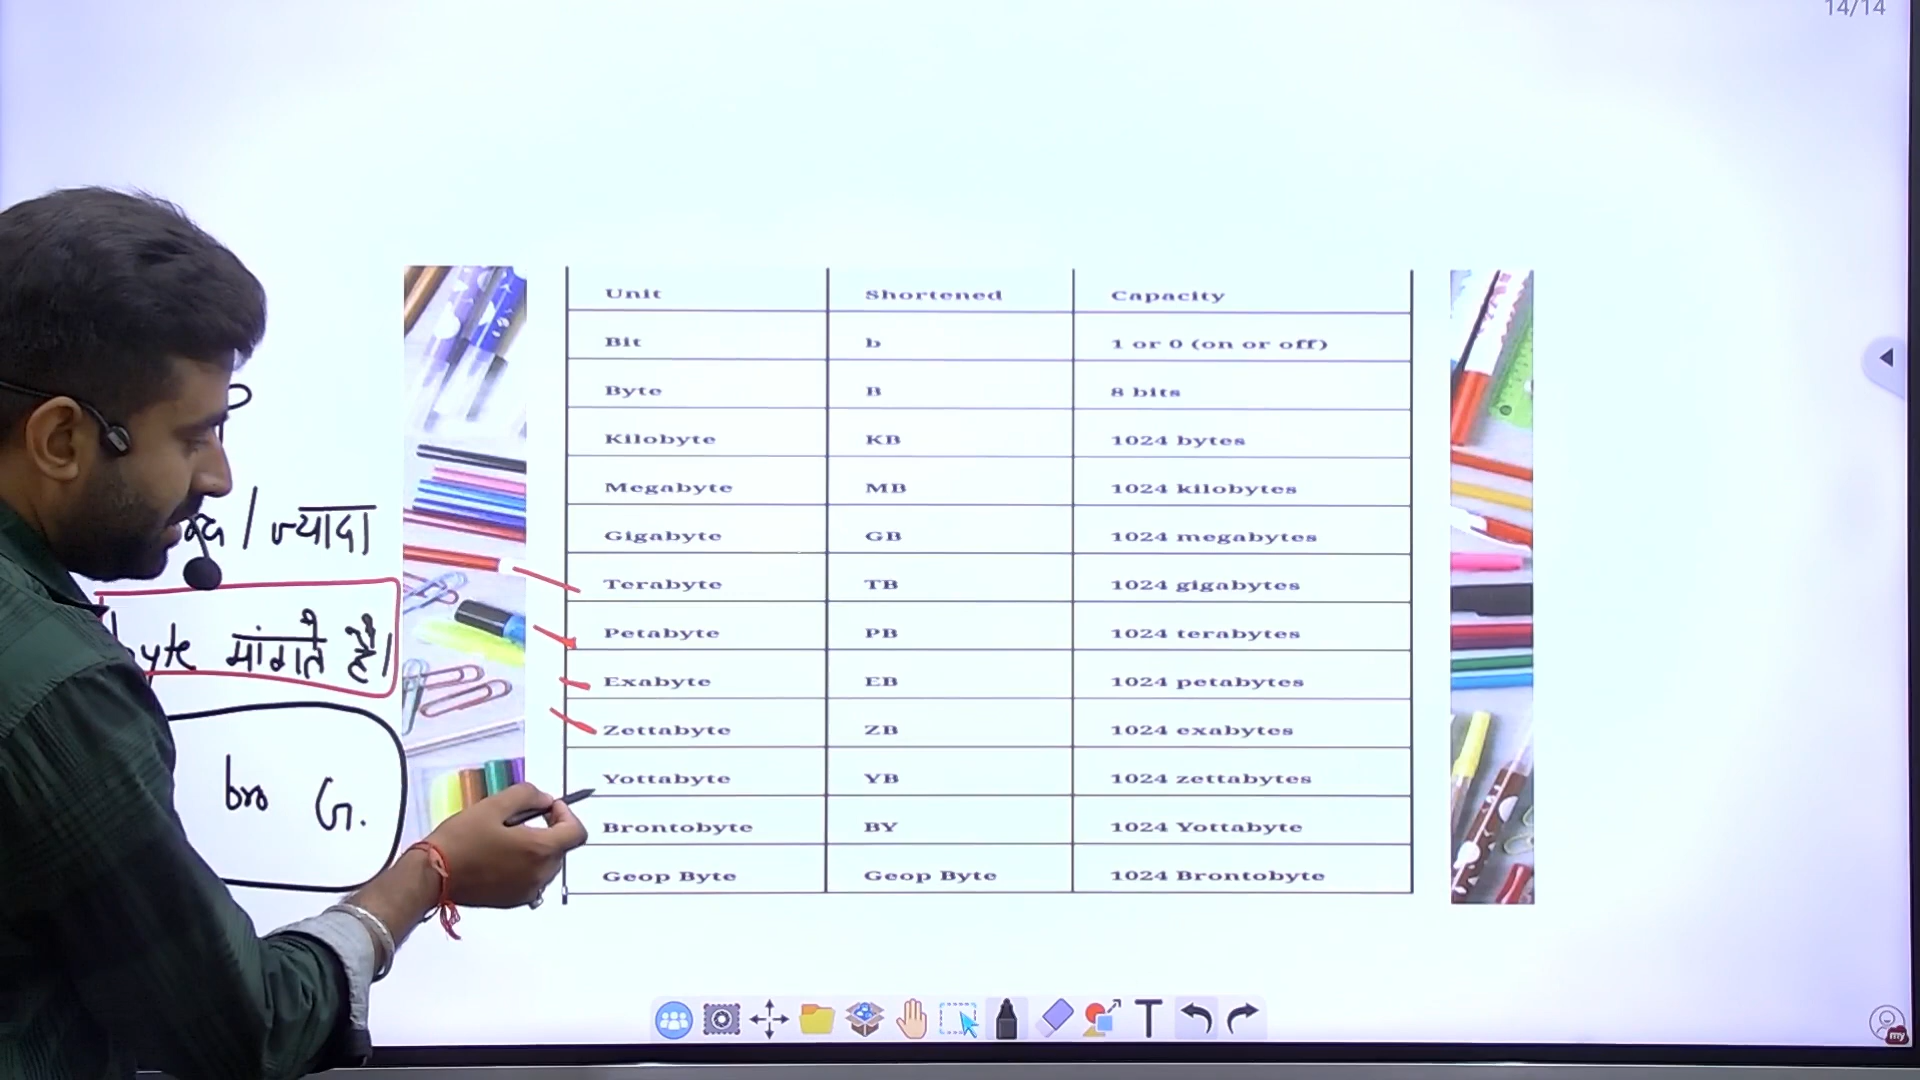 14/14
Unit Shortened Capacity
Bit b 1 or 0 (on or off)
Byte B 8 bits
Kilobyte KB 1024 bytes
Megabyte MB 1024 kilobytes
Gigabyte GB 1024 megabytes
Terabyte TB 1024 gigabytes
Petabyte PB 1024 terabytes
Exabyte EB 1024 petabytes
Zettabyte ZB 1024 exabytes
Yottabyte YB 1024 zettabytes
Brontobyte BY 1024 Yottabyte
Geop Byte Geop Byte 1024 Brontobyte
/ ज्यादा
byte मांगते है।
bro G.
T
my